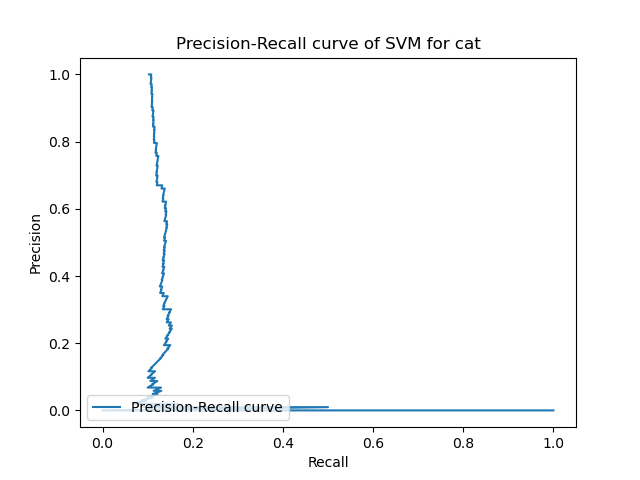 Precision-Recall curve of SVM for cat
Precision
1.0
0.8
0.6
0.4
0.2
0.0
Precision-Recall curve
0.0 0.2 0.4 0.6 0.8 1.0
Recall